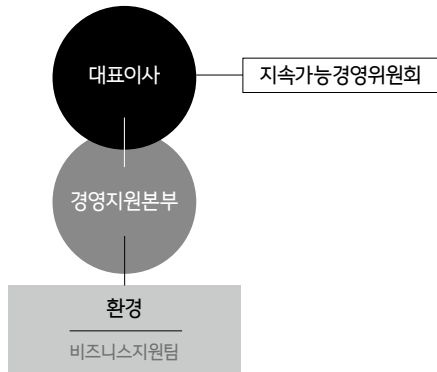 대표이사
지속가능경영위원회
경영지원본부
환경
비즈니스지원팀